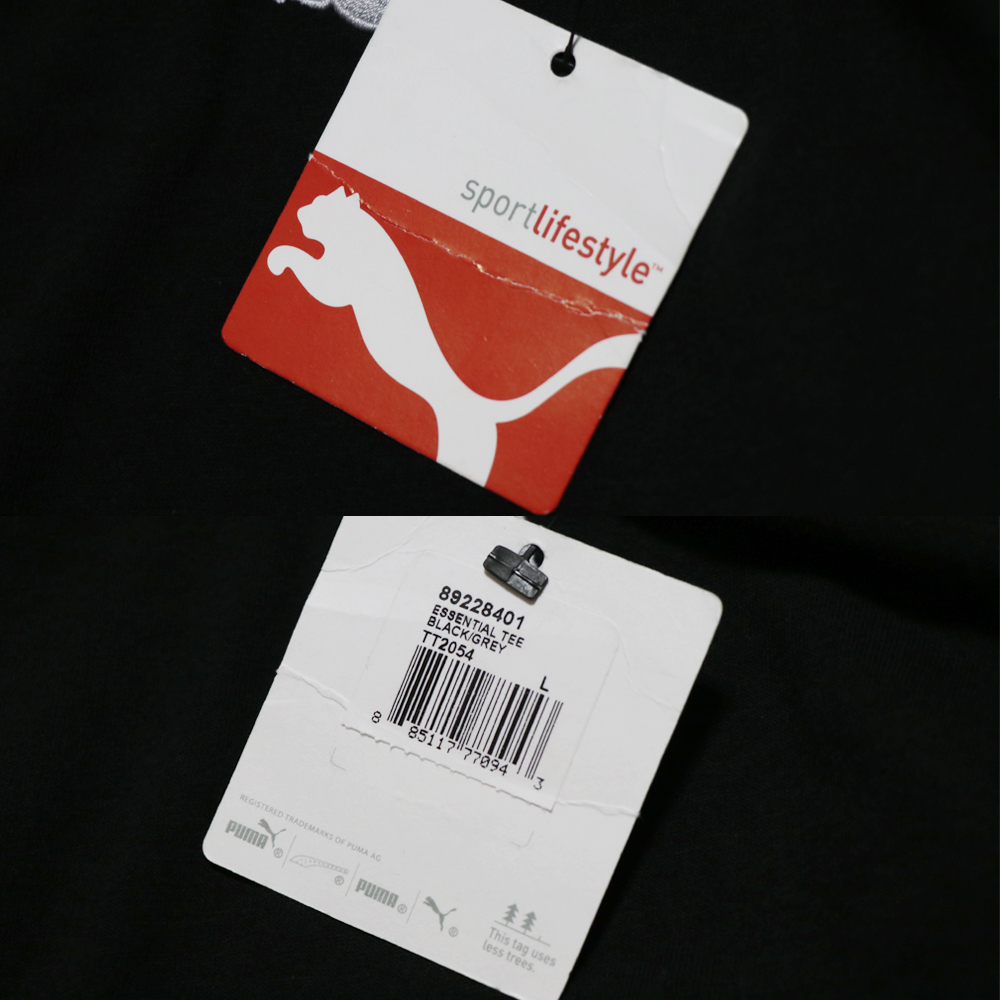 sportlifestyle™
89228401
ESSENTIAL TEE
BLACK/GREY
TT2054
L
8 85117 77094 3
REGISTERED TRADEMARKS OF PUMA AG
PUMA® © PUMA® ®
This tag uses
less trees.